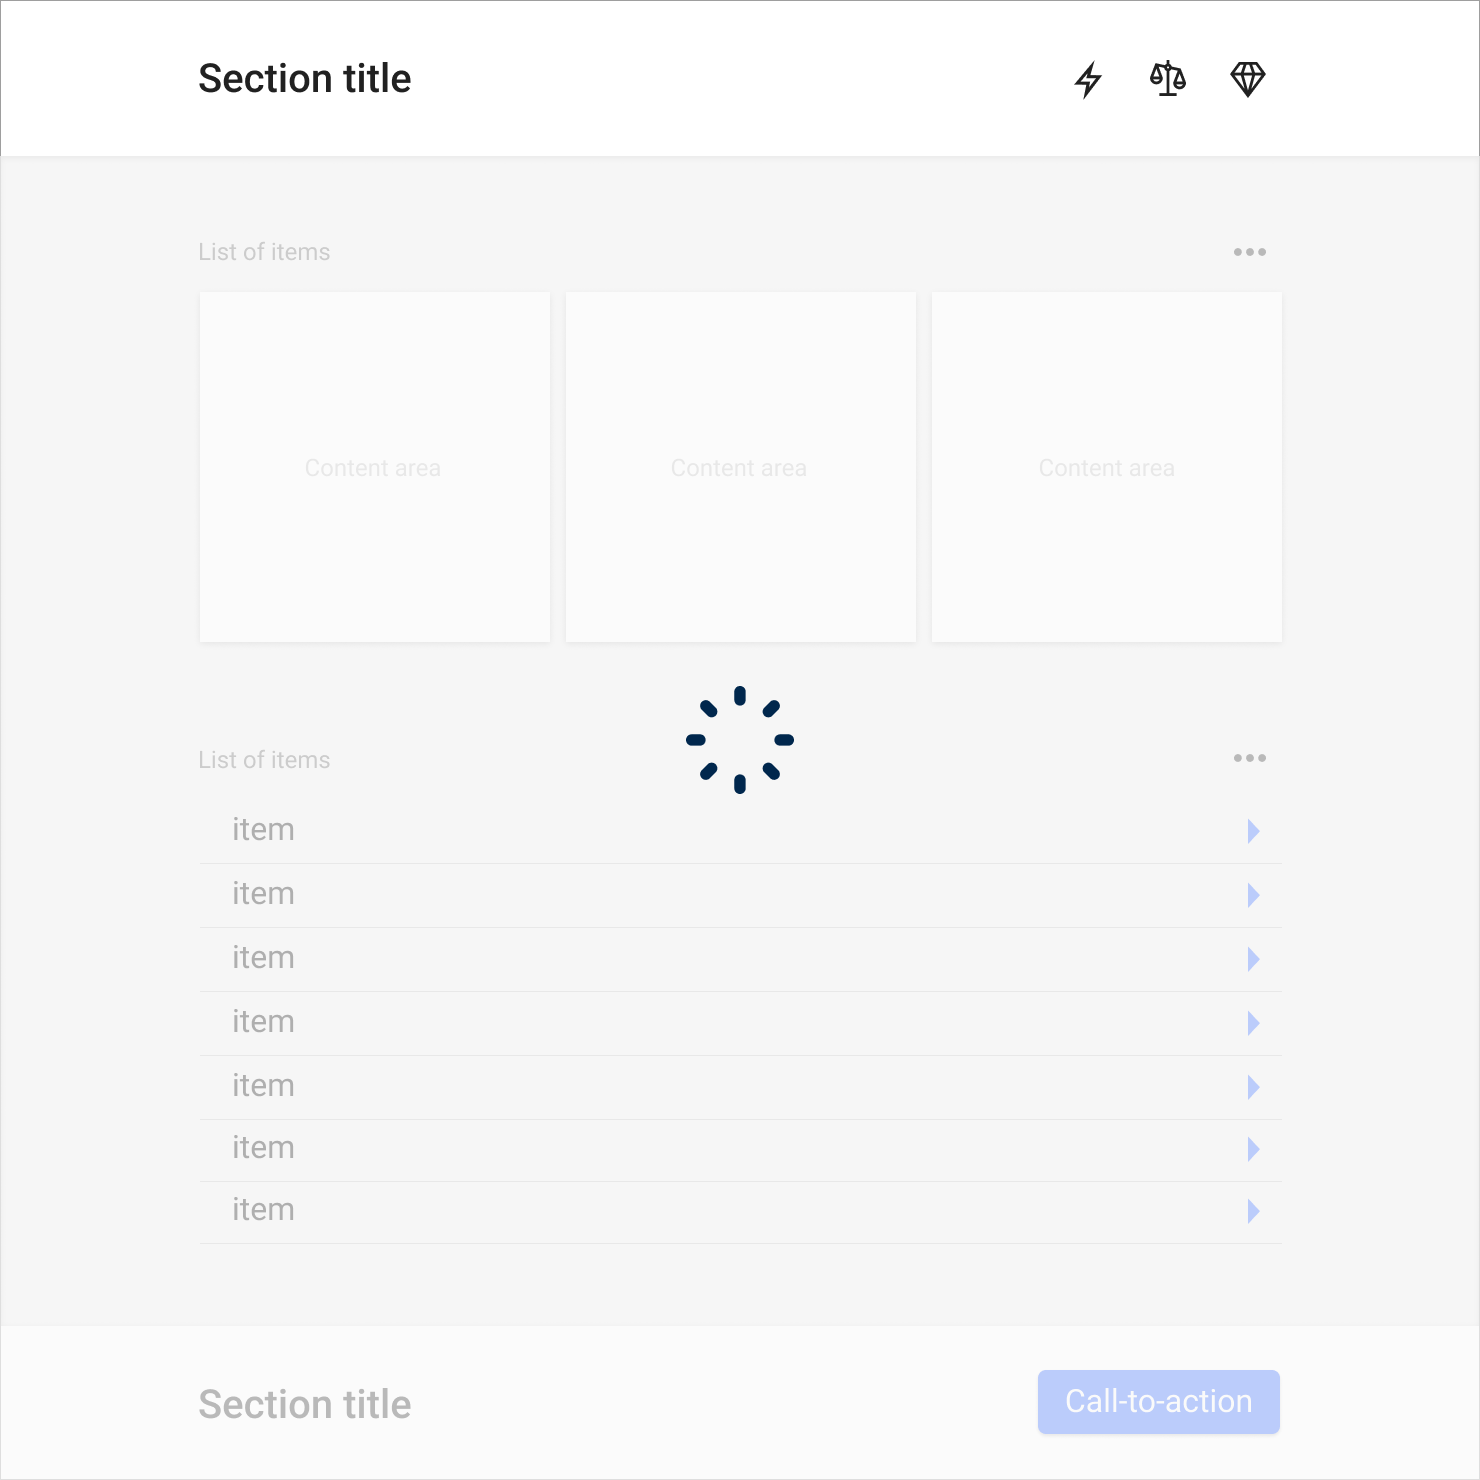 Section title
List of items
Content area
Content area
Content area
List of items
item
item
item
item
item
item
item
Section title
Call-to-action